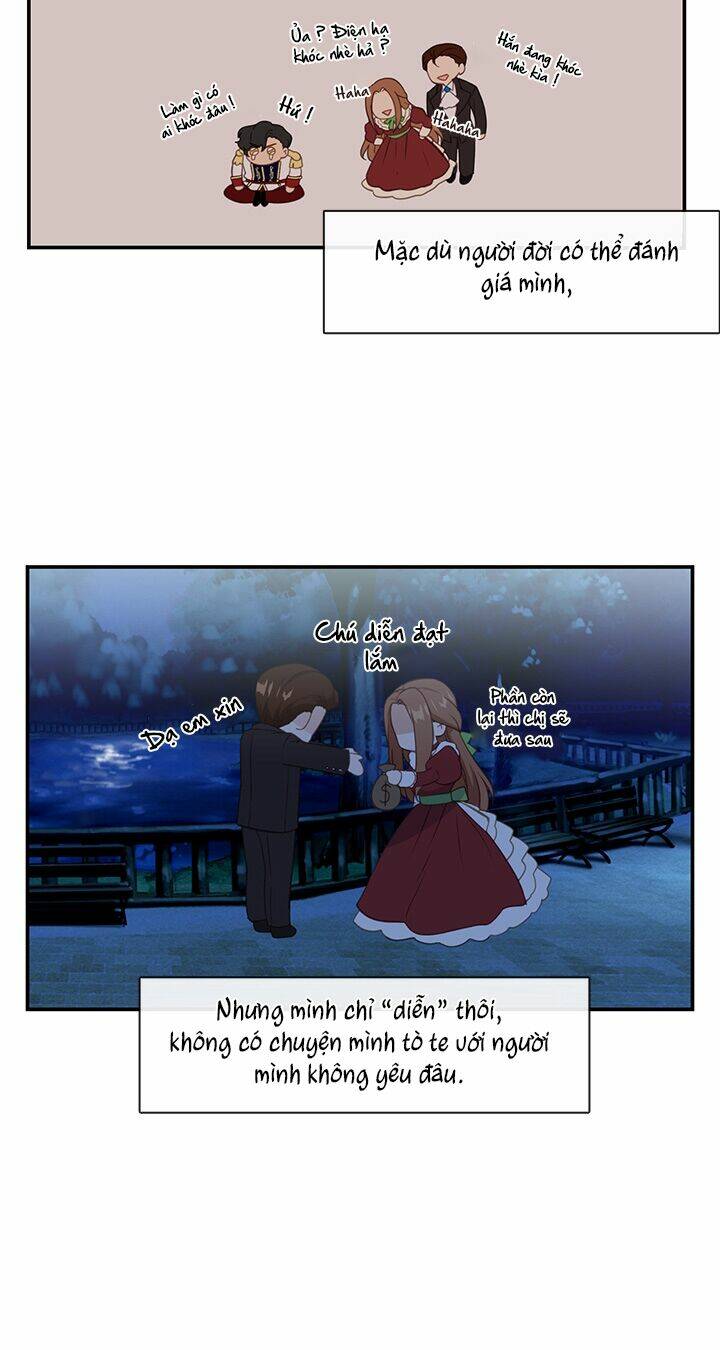 Ủa ? Điện hạ
khóc nhè hả ?
Hắn đang khóc
nhè kìa !
Haha
Hahaha
Làm gì có
ai khóc đâu !
Hứ !
Mặc dù người đời có thể đánh
giá mình,
Chú diễn đạt
lắm
Dạ em xin
Phần còn
lại thì chị sẽ
đưa sau
Nhưng mình chỉ “diễn” thôi,
không có chuyện mình tò te với người
mình không yêu đâu.